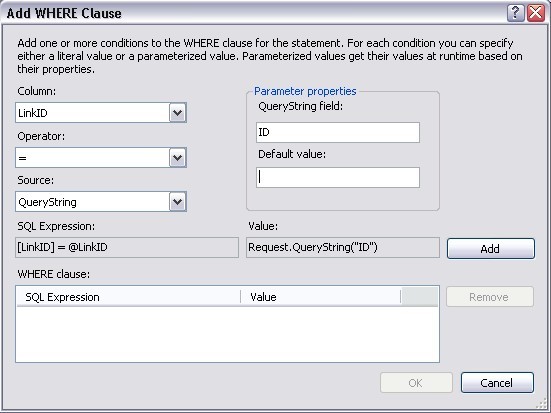 Add WHERE Clause
Add one or more conditions to the WHERE clause for the statement. For each condition you can specify
either a literal value or a parameterized value. Parameterized values get their values at runtime based on
their properties.
Column:
LinkID
Operator:
=
Source:
QueryString
Parameter properties
QueryString field:
ID
Default value:
SQL Expression:
[LinkID] = @LinkID
Value:
Request.QueryString("ID")
Add
WHERE clause:
SQL Expression Value
Remove
OK Cancel